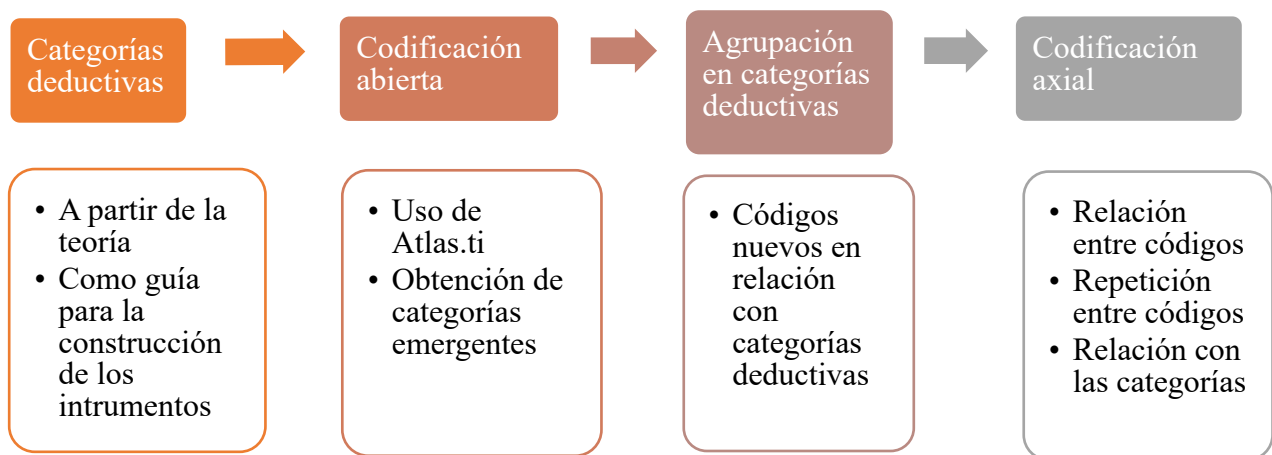 Categorías
deductivas
Codificación
abierta
Agrupación
en categorías
deductivas
Codificación
axial
• A partir de la
teoría
• Como guía
para la
construcción
de los
intrumentos
• Uso de
Atlas.ti
• Obtención de
categorías
emergentes
• Códigos
nuevos en
relación
con
categorías
deductivas
• Relación
entre códigos
• Repetición
entre códigos
• Relación con
las categorías